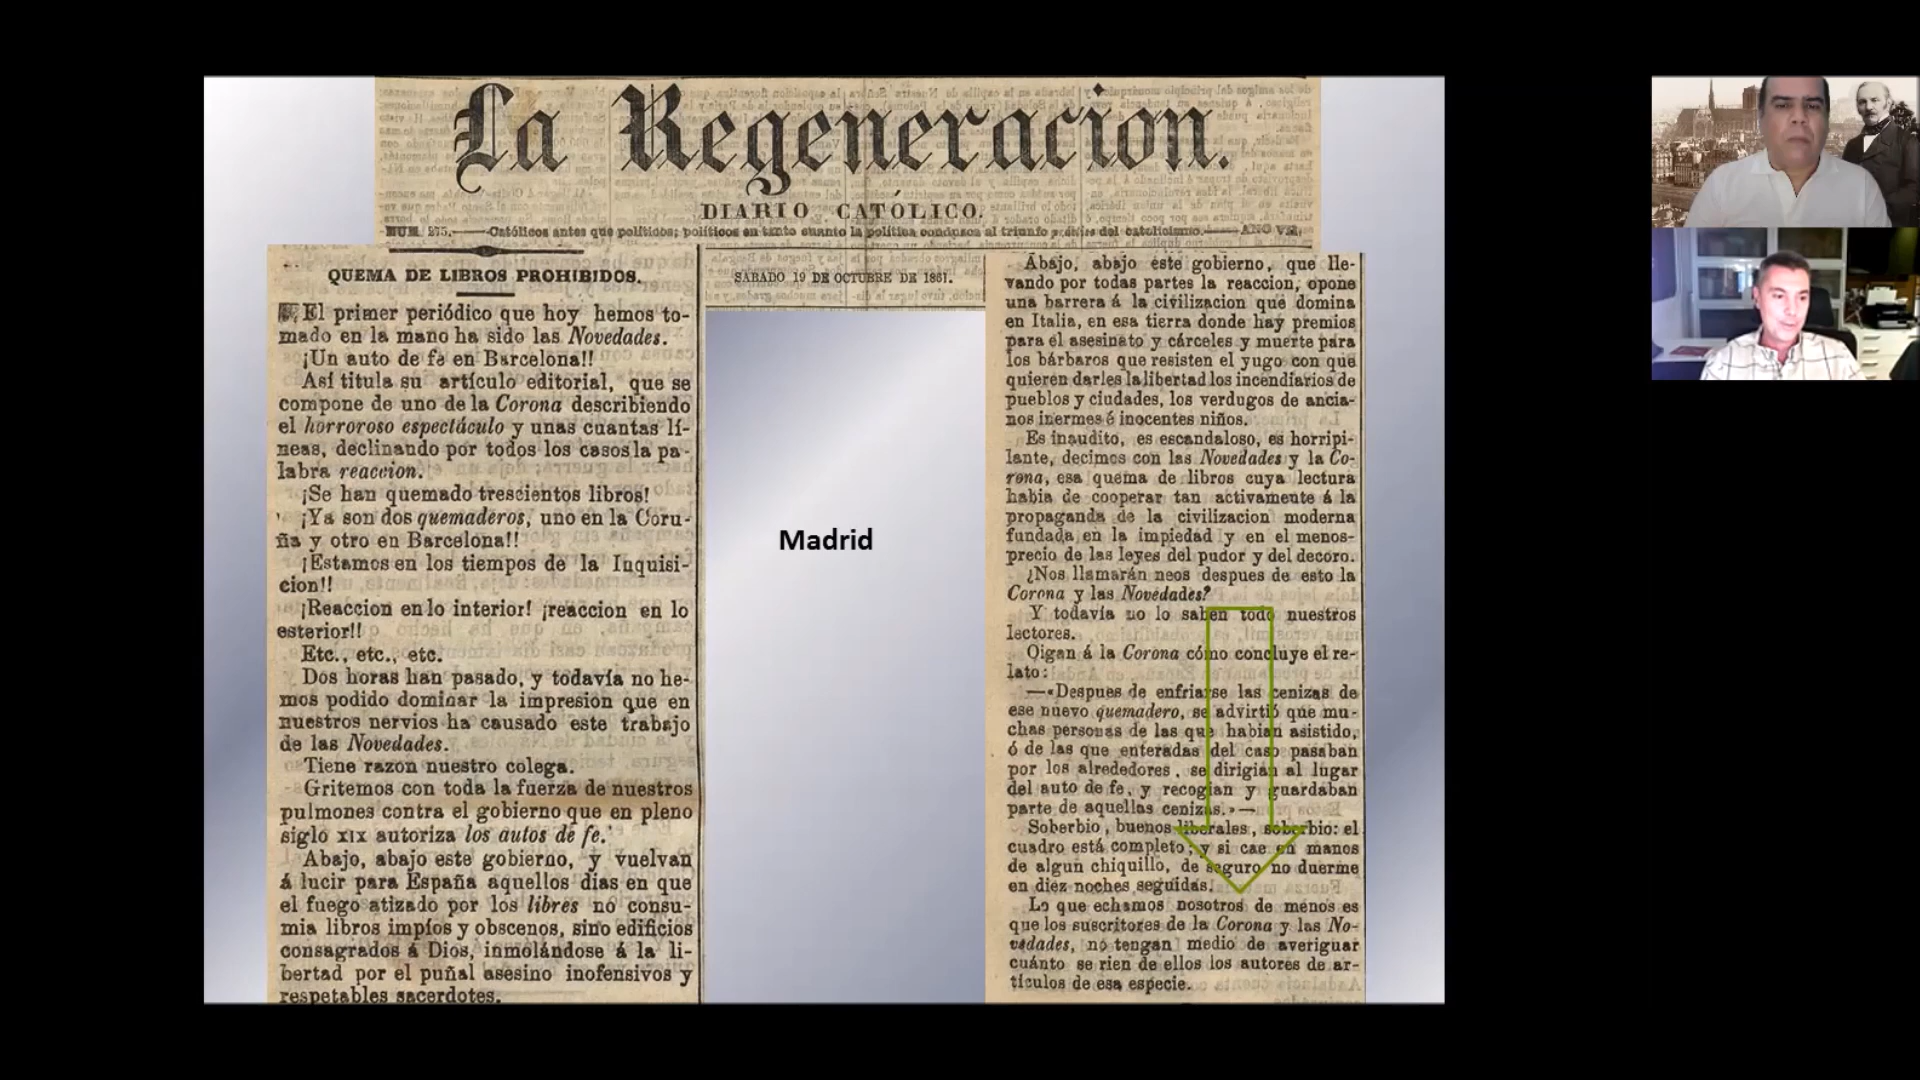 La Regeneracion.
DIARIO CATÓLICO.
NUM. 275.——Católicos antes que políticos; políticos en tanto cuanto la política conduzca al triunfo práctico del catolicismo.——AÑO VII.
SÁBADO 19 DE OCTUBRE DE 1861.
QUEMA DE LIBROS PROHIBIDOS.
El primer periódico que hoy hemos to-
mado en la mano ha sido las Novedades.
¡Un auto de fe en Barcelona!!
Así titula su artículo editorial, que se
compone de uno de la Corona describiendo
el horroroso espectáculo y unas cuantas lí-
neas, declinando por todos los casos la pa-
labra reaccion.
¡Se han quemado trescientos libros!
¡Ya son dos quemaderos, uno en la Coru-
ña y otro en Barcelona!!
¡Estamos en los tiempos de la Inquisi-
cion!!
¡Reaccion en lo interior! ¡reaccion en lo
esterior!!
Etc., etc., etc.
Dos horas han pasado, y todavía no he-
mos podido dominar la impresion que en
nuestros nervios ha causado este trabajo
de las Novedades.
Tiene razon nuestro colega.
Gritemos con toda la fuerza de nuestros
pulmones contra el gobierno que en pleno
siglo XIX autoriza los autos de fe.
Abajo, abajo este gobierno, y vuelvan
á lucir para España aquellos dias en que
el fuego atizado por los libres no consu-
mia libros impíos y obscenos, sino edificios
consagrados á Dios, inmolándose á la li-
bertad por el puñal asesino inofensivos y
respetables sacerdotes.
Madrid
Abajo, abajo este gobierno, que lle-
vando por todas partes la reaccion, opone
una barrera á la civilizacion que domina
en Italia, en esa tierra donde hay premios
para el asesinato y cárceles y muerte para
los bárbaros que resisten el yugo con que
quieren darles la libertad los incendiarios de
pueblos y ciudades, los verdugos de ancia-
nos inermes é inocentes niños.
Es inaudito, es escandaloso, es horripi-
lante, decimos con las Novedades y la Co-
rona, esa quema de libros cuya lectura
habia de cooperar tan activamente á la
propaganda de la civilizacion moderna
fundada en la impiedad y en el menos-
precio de las leyes del pudor y del decoro.
¿Nos llamarán neos despues de esto la
Corona y las Novedades?
Y todavía no lo saben todo nuestros
lectores.
Oigan á la Corona cómo concluye el re-
lato:
—«Despues de enfriarse las cenizas de
ese nuevo quemadero, se advirtió que mu-
chas personas de las que habian asistido,
ó de las que enteradas del caso pasaban
por los alrededores, se dirigian al lugar
del auto de fe, y recogian y guardaban
parte de aquellas cenizas.»—
Soberbio, buenos liberales, soberbio: el
cuadro está completo, y si cae en manos
de algun chiquillo, de seguro no duerme
en diez noches seguidas.
Lo que echamos nosotros de menos es
que los suscritores de la Corona y las No-
vedades, no tengan medio de averiguar
cuánto se rien de ellos los autores de ar-
tículos de esa especie.